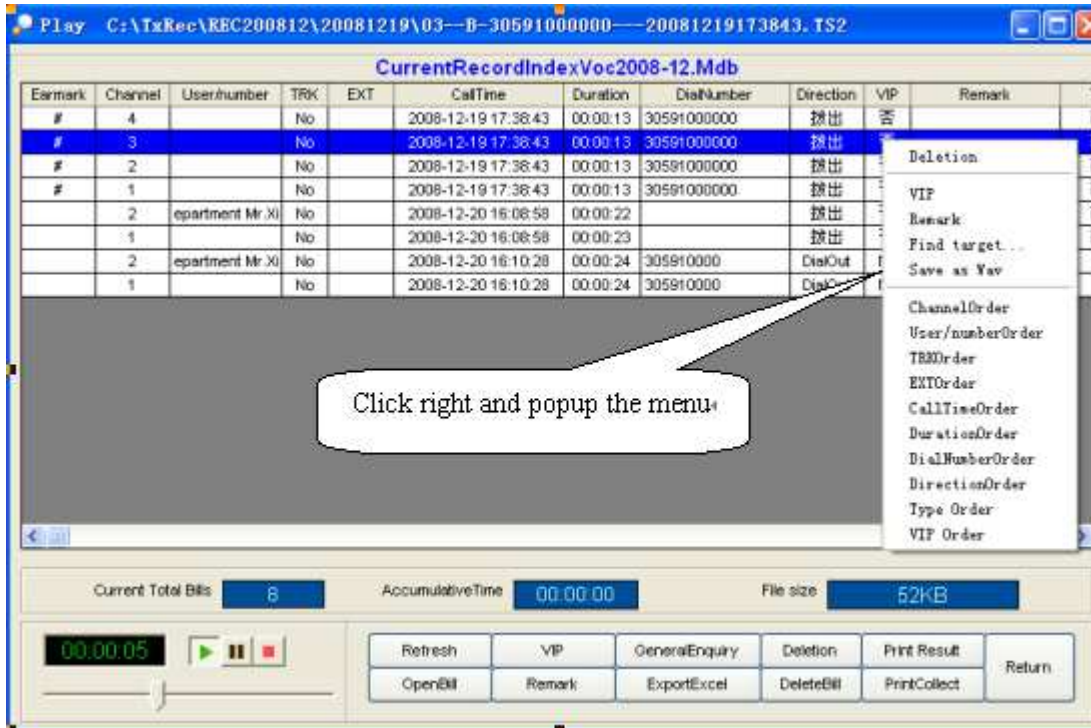 Play C:\TxRec\REC200812\20081219\03--B-30591000000---20081219173843.TS2
CurrentRecordIndexVoc2008-12.Mdb
Earmark Channel User/number TRK EXT CallTime Duration DialNumber Direction VIP Remark
# 4 No 2008-12-19 17:38:43 00:00:13 30591000000 拨出 否
# 3 No 2008-12-19 17:38:43 00:00:13 30591000000 拨出
# 2 No 2008-12-19 17:38:43 00:00:13 30591000000 拨出
# 1 No 2008-12-19 17:38:43 00:00:13 30591000000 拨出
2 epartment Mr.Xi No 2008-12-20 16:08:58 00:00:22 拨出
1 No 2008-12-20 16:08:58 00:00:23 拨出
2 epartment Mr.Xi No 2008-12-20 16:10:28 00:00:24 305910000 DialOut
1 No 2008-12-20 16:10:28 00:00:24 305910000
Deletion
VIP
Remark
Find target...
Save as Wav
ChannelOrder
User/numberOrder
TRKOrder
EXTOrder
CallTimeOrder
DurationOrder
DialNumberOrder
DirectionOrder
Type Order
VIP Order
Click right and popup the menu
Current Total Bills 8 AccumulativeTime 00:00:00 File size 52KB
00:00:05
Refresh VIP GeneralEnquiry Deletion Print Result Return
OpenBill Remark ExportExcel DeleteBill PrintCollect